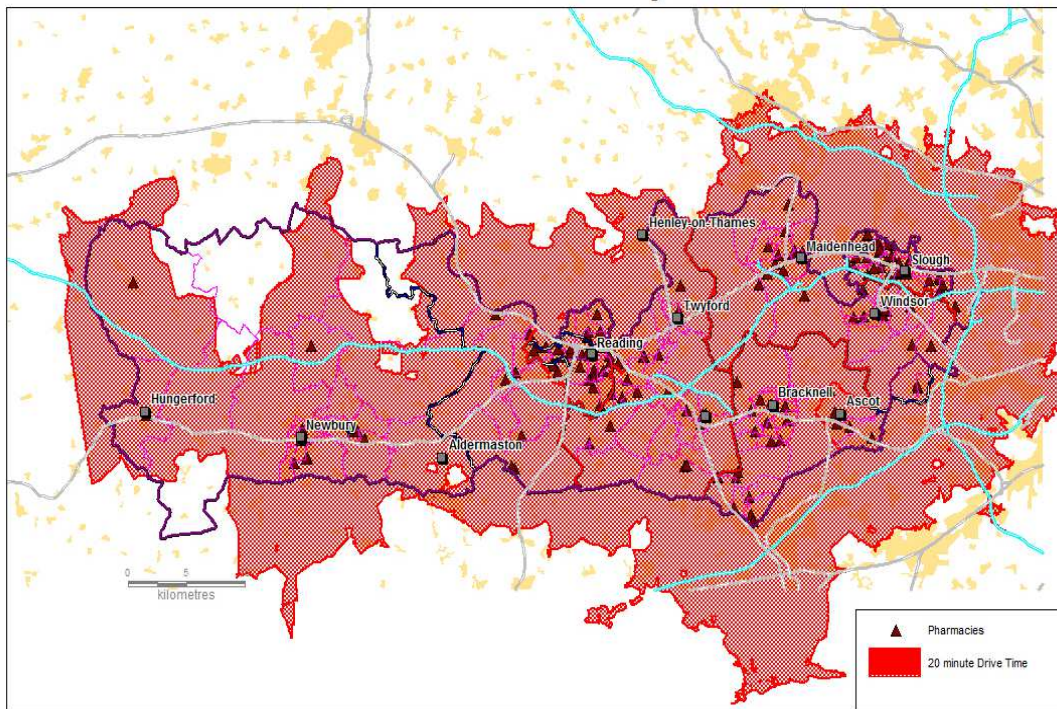 Henley-on-Thames
Maidenhead
Slough
Windsor
Twyford
Reading
Bracknell
Ascot
Hungerford
Newbury
Aldermaston
0 5
kilometres
Pharmacies
20 minute Drive Time